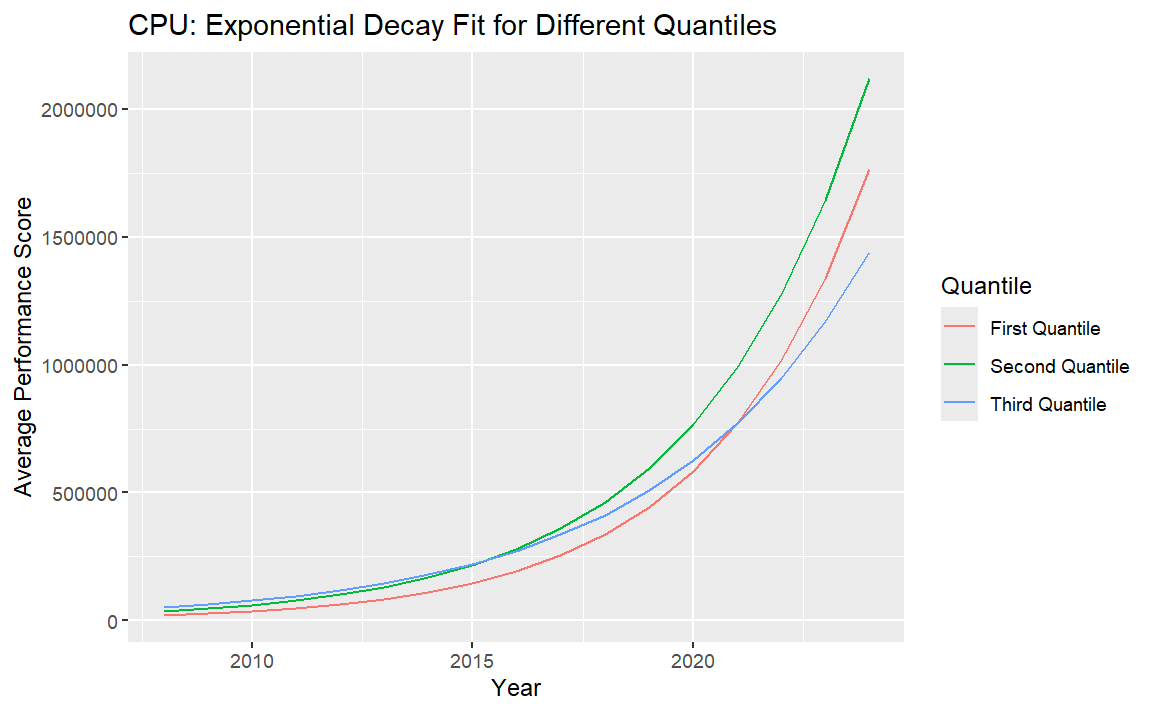 CPU: Exponential Decay Fit for Different Quantiles
Average Performance Score
2000000
1500000
1000000
500000
0
2010
2015
2020
Year
Quantile
First Quantile
Second Quantile
Third Quantile